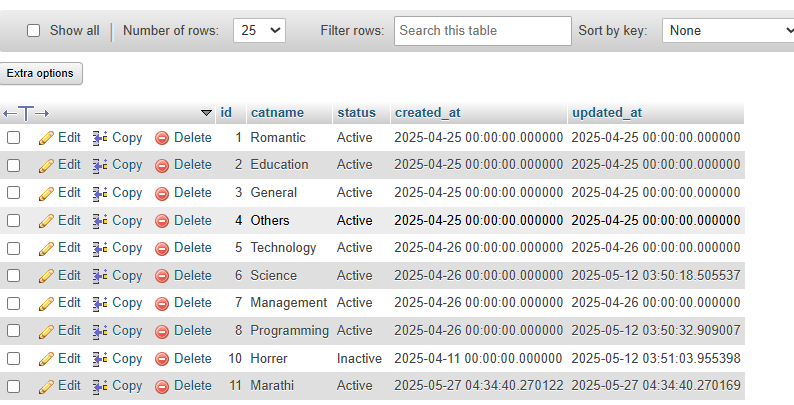 Show all Number of rows: 25 Filter rows: Search this table Sort by key: None
Extra options
id catname status created_at updated_at
Edit Copy Delete 1 Romantic Active 2025-04-25 00:00:00.000000 2025-04-25 00:00:00.000000
Edit Copy Delete 2 Education Active 2025-04-25 00:00:00.000000 2025-04-25 00:00:00.000000
Edit Copy Delete 3 General Active 2025-04-25 00:00:00.000000 2025-04-25 00:00:00.000000
Edit Copy Delete 4 Others Active 2025-04-25 00:00:00.000000 2025-04-25 00:00:00.000000
Edit Copy Delete 5 Technology Active 2025-04-26 00:00:00.000000 2025-04-26 00:00:00.000000
Edit Copy Delete 6 Science Active 2025-04-26 00:00:00.000000 2025-05-12 03:50:18.505537
Edit Copy Delete 7 Management Active 2025-04-26 00:00:00.000000 2025-04-26 00:00:00.000000
Edit Copy Delete 8 Programming Active 2025-04-26 00:00:00.000000 2025-05-12 03:50:32.909007
Edit Copy Delete 10 Horrer Inactive 2025-04-11 00:00:00.000000 2025-05-12 03:51:03.955398
Edit Copy Delete 11 Marathi Active 2025-05-27 04:34:40.270122 2025-05-27 04:34:40.270169